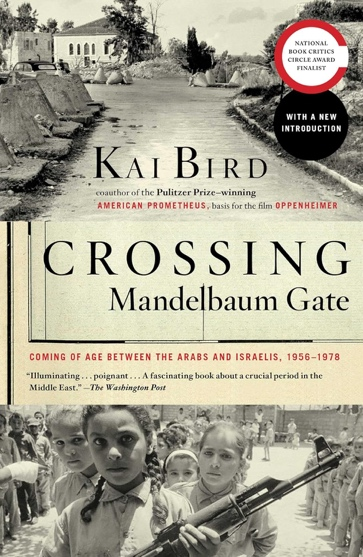 NATIONAL
BOOK CRITICS
CIRCLE AWARD
FINALIST
WITH A NEW
INTRODUCTION
KAI BIRD
coauthor of the Pulitzer Prize–winning
AMERICAN PROMETHEUS, basis for the film OPPENHEIMER
CROSSING
Mandelbaum Gate
COMING OF AGE BETWEEN THE ARABS AND ISRAELIS, 1956–1978
“Illuminating . . . poignant . . . A fascinating book about a crucial period in the
Middle East.” —The Washington Post